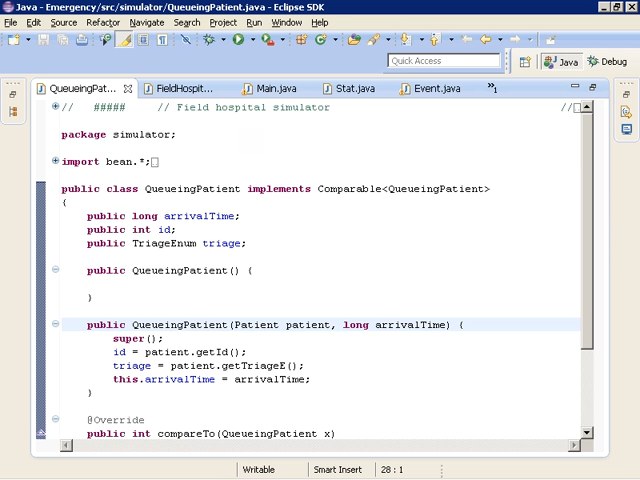 Java - Emergency/src/simulator/QueueingPatient.java - Eclipse SDK
File Edit Source Refactor Navigate Search Project Run Window Help
Quick Access
Java
Debug
QueueingPat...
FieldHospit...
Main.java
Stat.java
Event.java
»1
// ##### // Field hospital simulator //
package simulator;
import bean.*;
public class QueueingPatient implements Comparable<QueueingPatient>
{
public long arrivalTime;
public int id;
public TriageEnum triage;
public QueueingPatient() {
}
public QueueingPatient(Patient patient, long arrivalTime) {
super();
id = patient.getId();
triage = patient.getTriageE();
this.arrivalTime = arrivalTime;
}
@Override
public int compareTo(QueueingPatient x)
Writable
Smart Insert
28 : 1